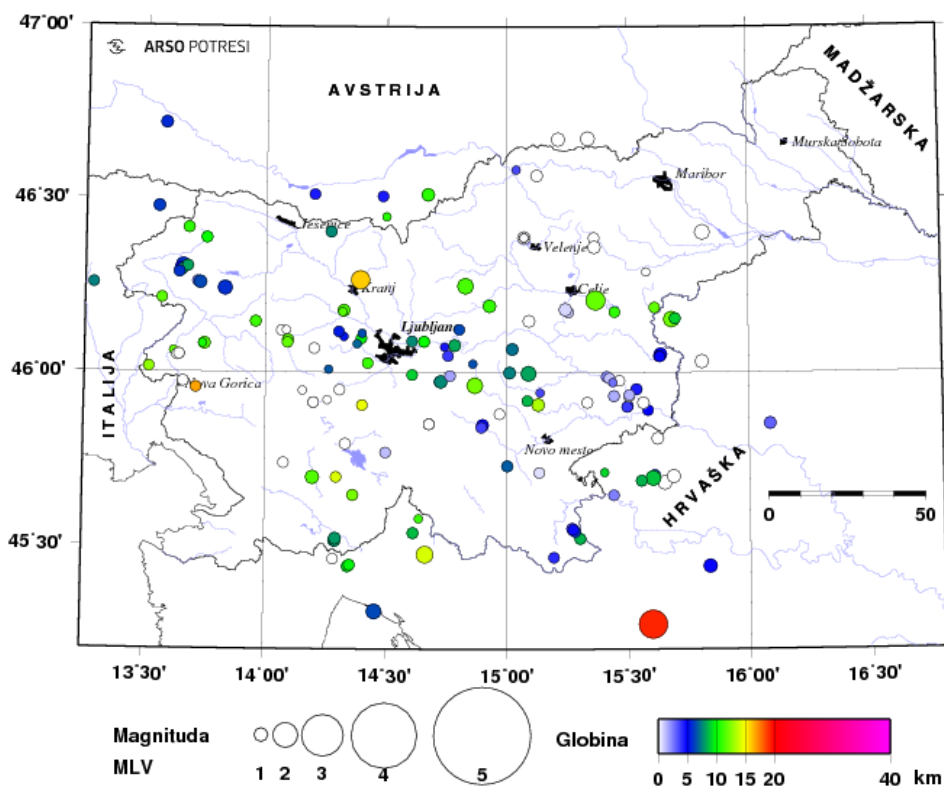 47°00'
ARSO POTRESI
AVSTRIJA
MADŽARSKA
Murska Sobota
Maribor
46°30'
Jesenice
Velenje
Celje
Kranj
Ljubljan
46°00'
Nova Gorica
ITALIJA
Novo mesto
HRVAŠKA
0 50
45°30'
13°30' 14°00' 14°30' 15°00' 15°30' 16°00' 16°30'
Magnituda
MLV
1 2 3 4 5
Globina
0 5 10 15 20 40 km